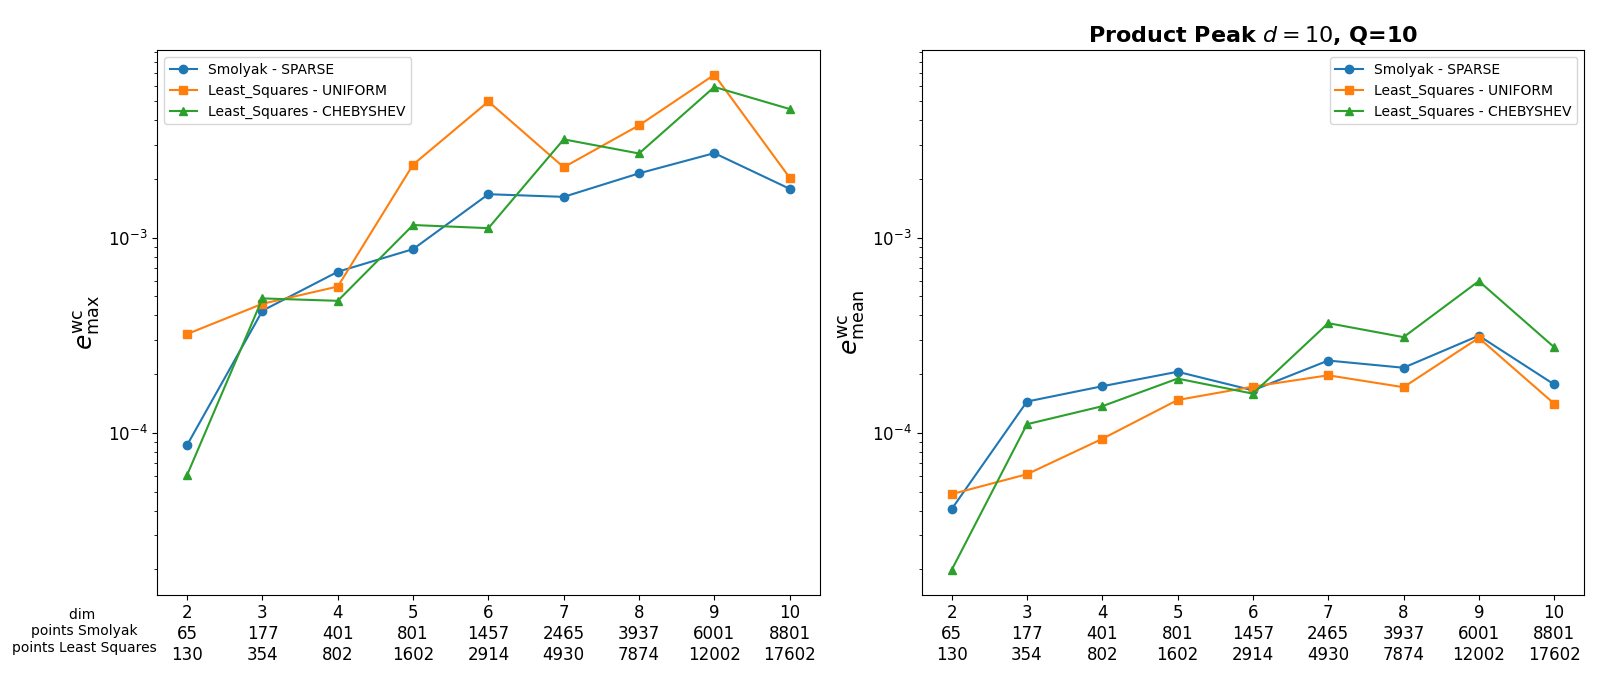 Product Peak d = 10, Q=10
Smolyak - SPARSE
Least_Squares - UNIFORM
Least_Squares - CHEBYSHEV
10⁻³
10⁻⁴
e^wc_max
2 3 4 5 6 7 8 9 10
65 177 401 801 1457 2465 3937 6001 8801
130 354 802 1602 2914 4930 7874 12002 17602
dim
points Smolyak
points Least Squares
Smolyak - SPARSE
Least_Squares - UNIFORM
Least_Squares - CHEBYSHEV
10⁻³
10⁻⁴
e^wc_mean
2 3 4 5 6 7 8 9 10
65 177 401 801 1457 2465 3937 6001 8801
130 354 802 1602 2914 4930 7874 12002 17602